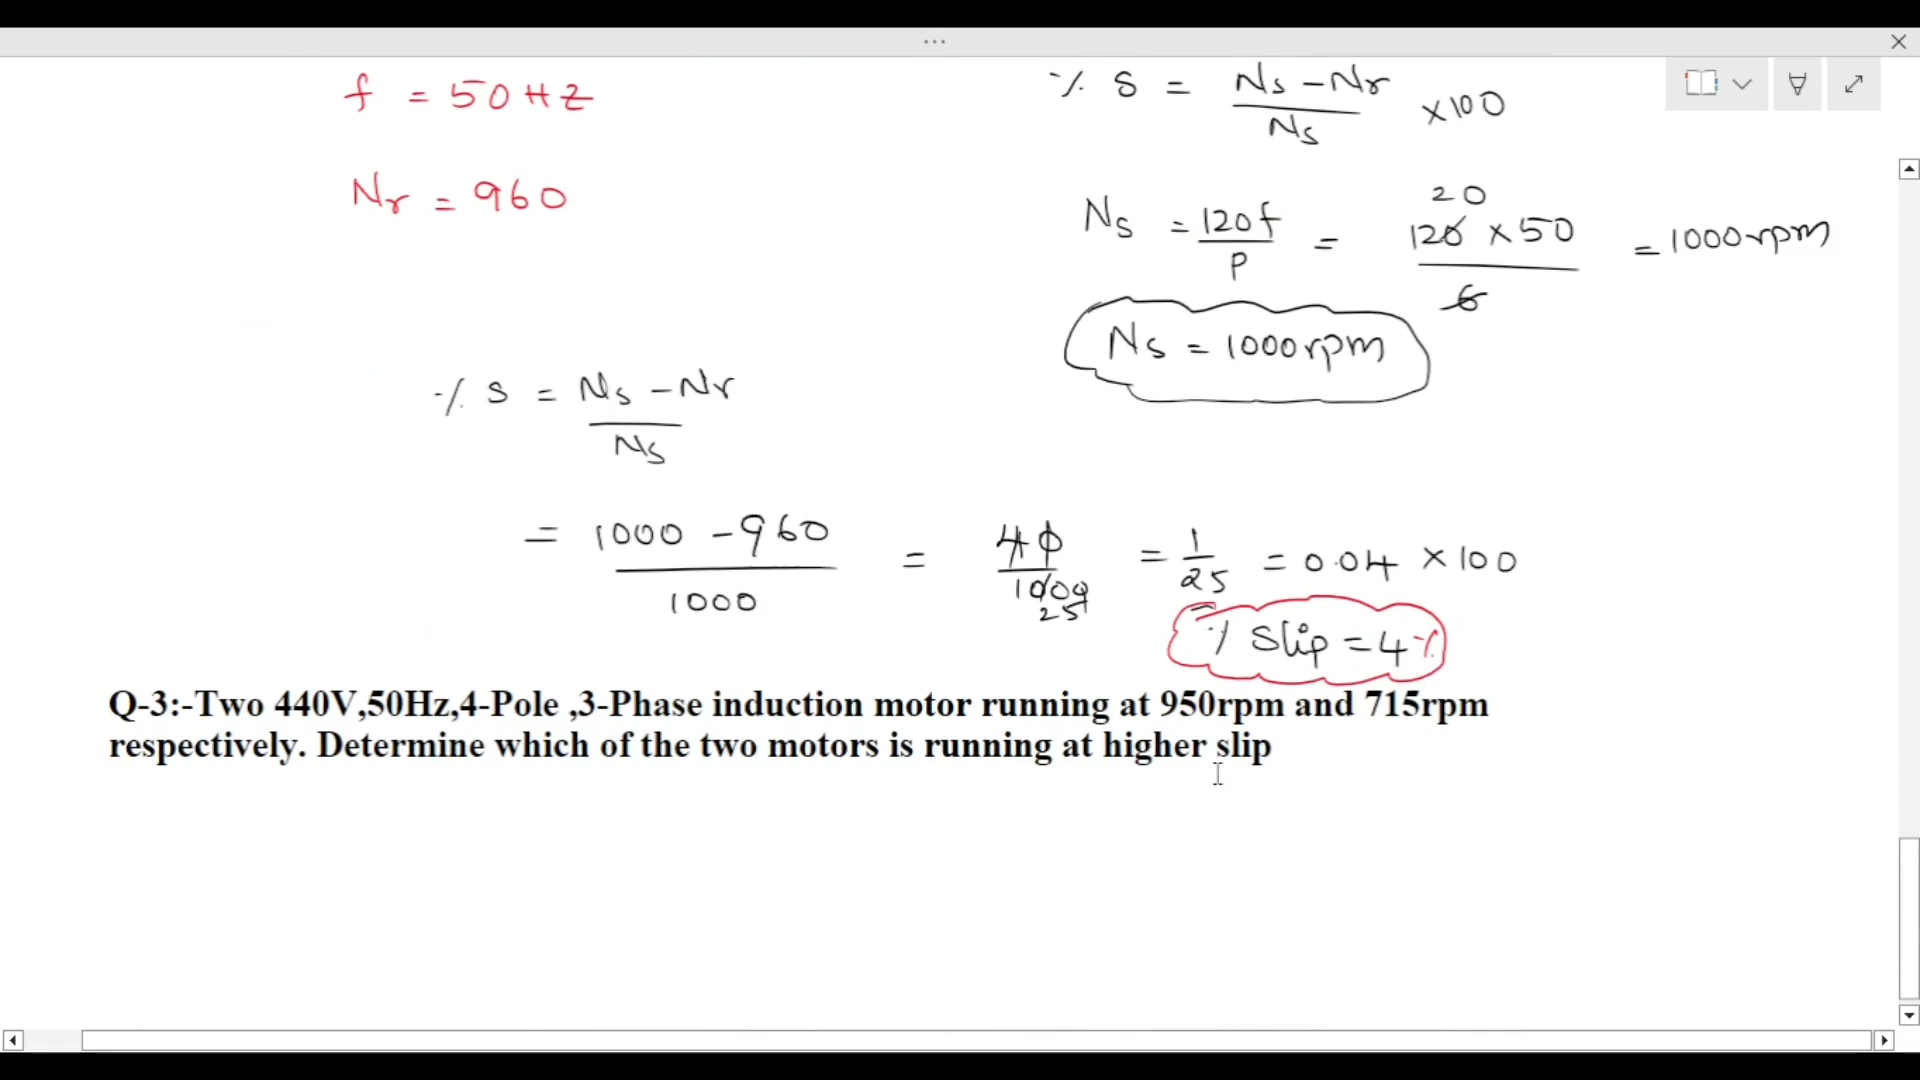 f = 50 Hz
Nr = 960
% S = Ns - Nr / Ns × 100
Ns = 120f / P = 20 120 × 50 / 6 = 1000 rpm
Ns = 1000 rpm
% S = Ns - Nr / Ns
= 1000 - 960 / 1000 = 40 / 1000 25 = 1 / 25 = 0.04 × 100
% Slip = 4%
Q-3:-Two 440V,50Hz,4-Pole ,3-Phase induction motor running at 950rpm and 715rpm
respectively. Determine which of the two motors is running at higher slip